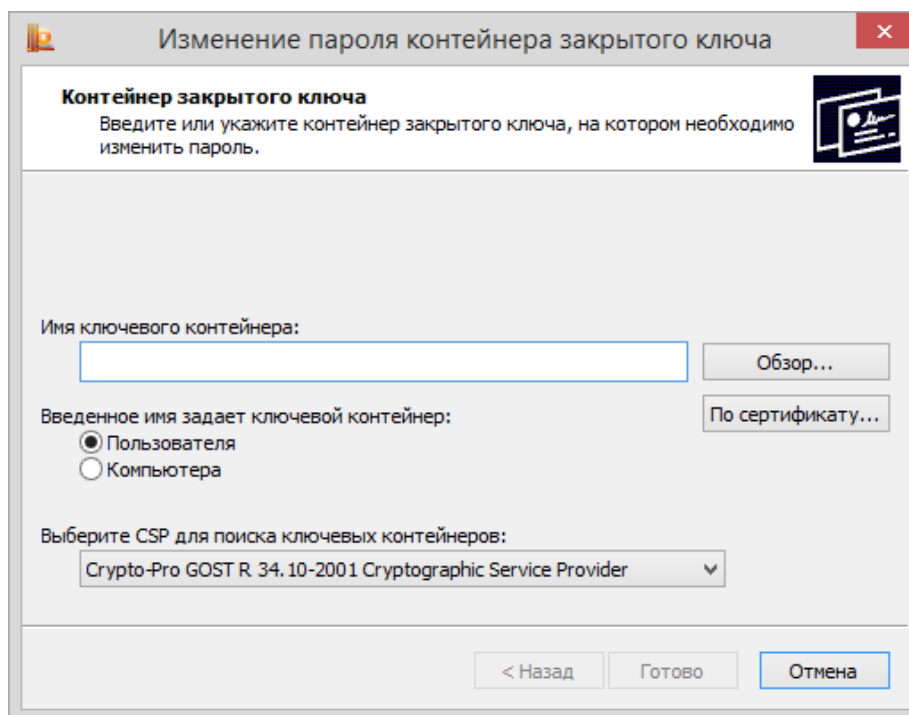 Изменение пароля контейнера закрытого ключа
Контейнер закрытого ключа
Введите или укажите контейнер закрытого ключа, на котором необходимо
изменить пароль.
Имя ключевого контейнера:
Обзор...
Введенное имя задает ключевой контейнер:
По сертификату...
Пользователя
Компьютера
Выберите CSP для поиска ключевых контейнеров:
Crypto-Pro GOST R 34.10-2001 Cryptographic Service Provider
< Назад
Готово
Отмена